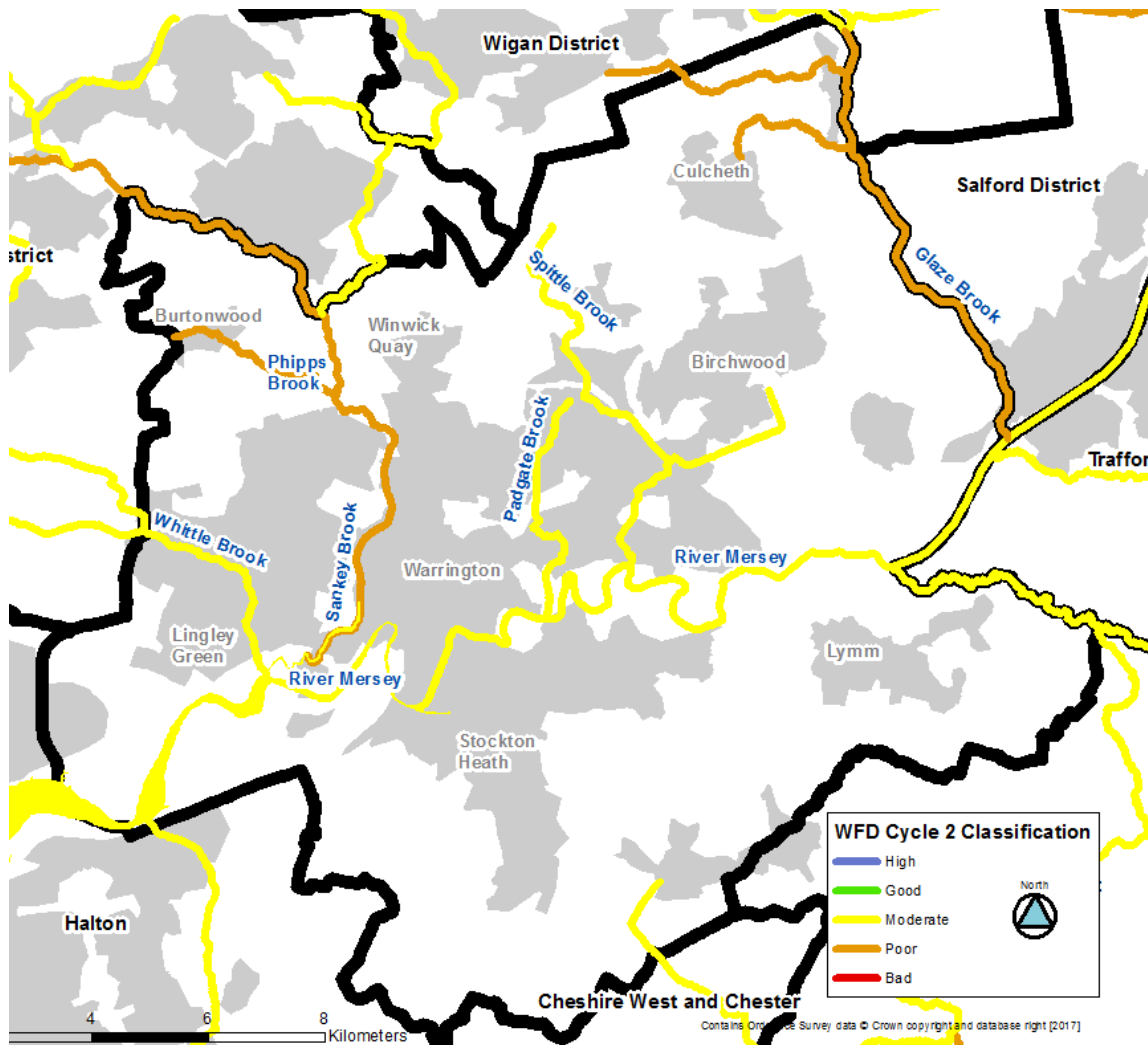 Wigan District
Culcheth
Salford District
strict
Spittle Brook
Glaze Brook
Burtonwood
Winwick
Quay
Phipps
Brook
Birchwood
Padgate Brook
Traffor
Whittle Brook
Sankey Brook
Warrington
River Mersey
Lingley
Green
Lymm
River Mersey
Stockton
Heath
WFD Cycle 2 Classification
High
Good
Moderate
Poor
Bad
North
Halton
Cheshire West and Chester
4 6 8
Kilometers
Contains Ord ce Survey data © Crown copyright and database right [2017]